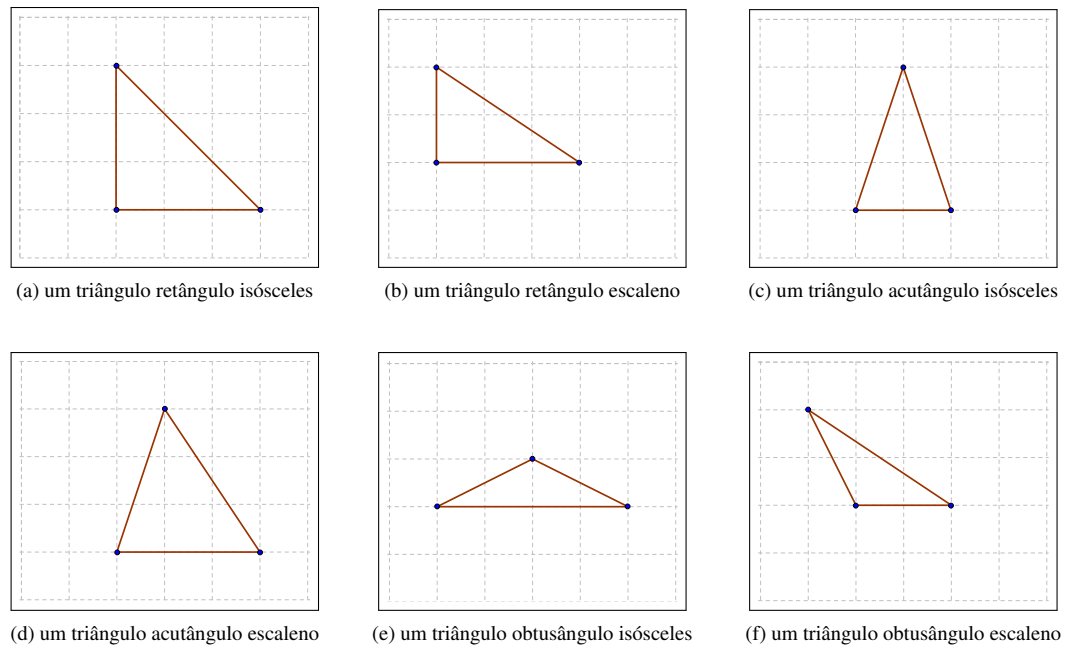 (a) um triângulo retângulo isósceles
(b) um triângulo retângulo escaleno
(c) um triângulo acutângulo isósceles
(d) um triângulo acutângulo escaleno
(e) um triângulo obtusângulo isósceles
(f) um triângulo obtusângulo escaleno